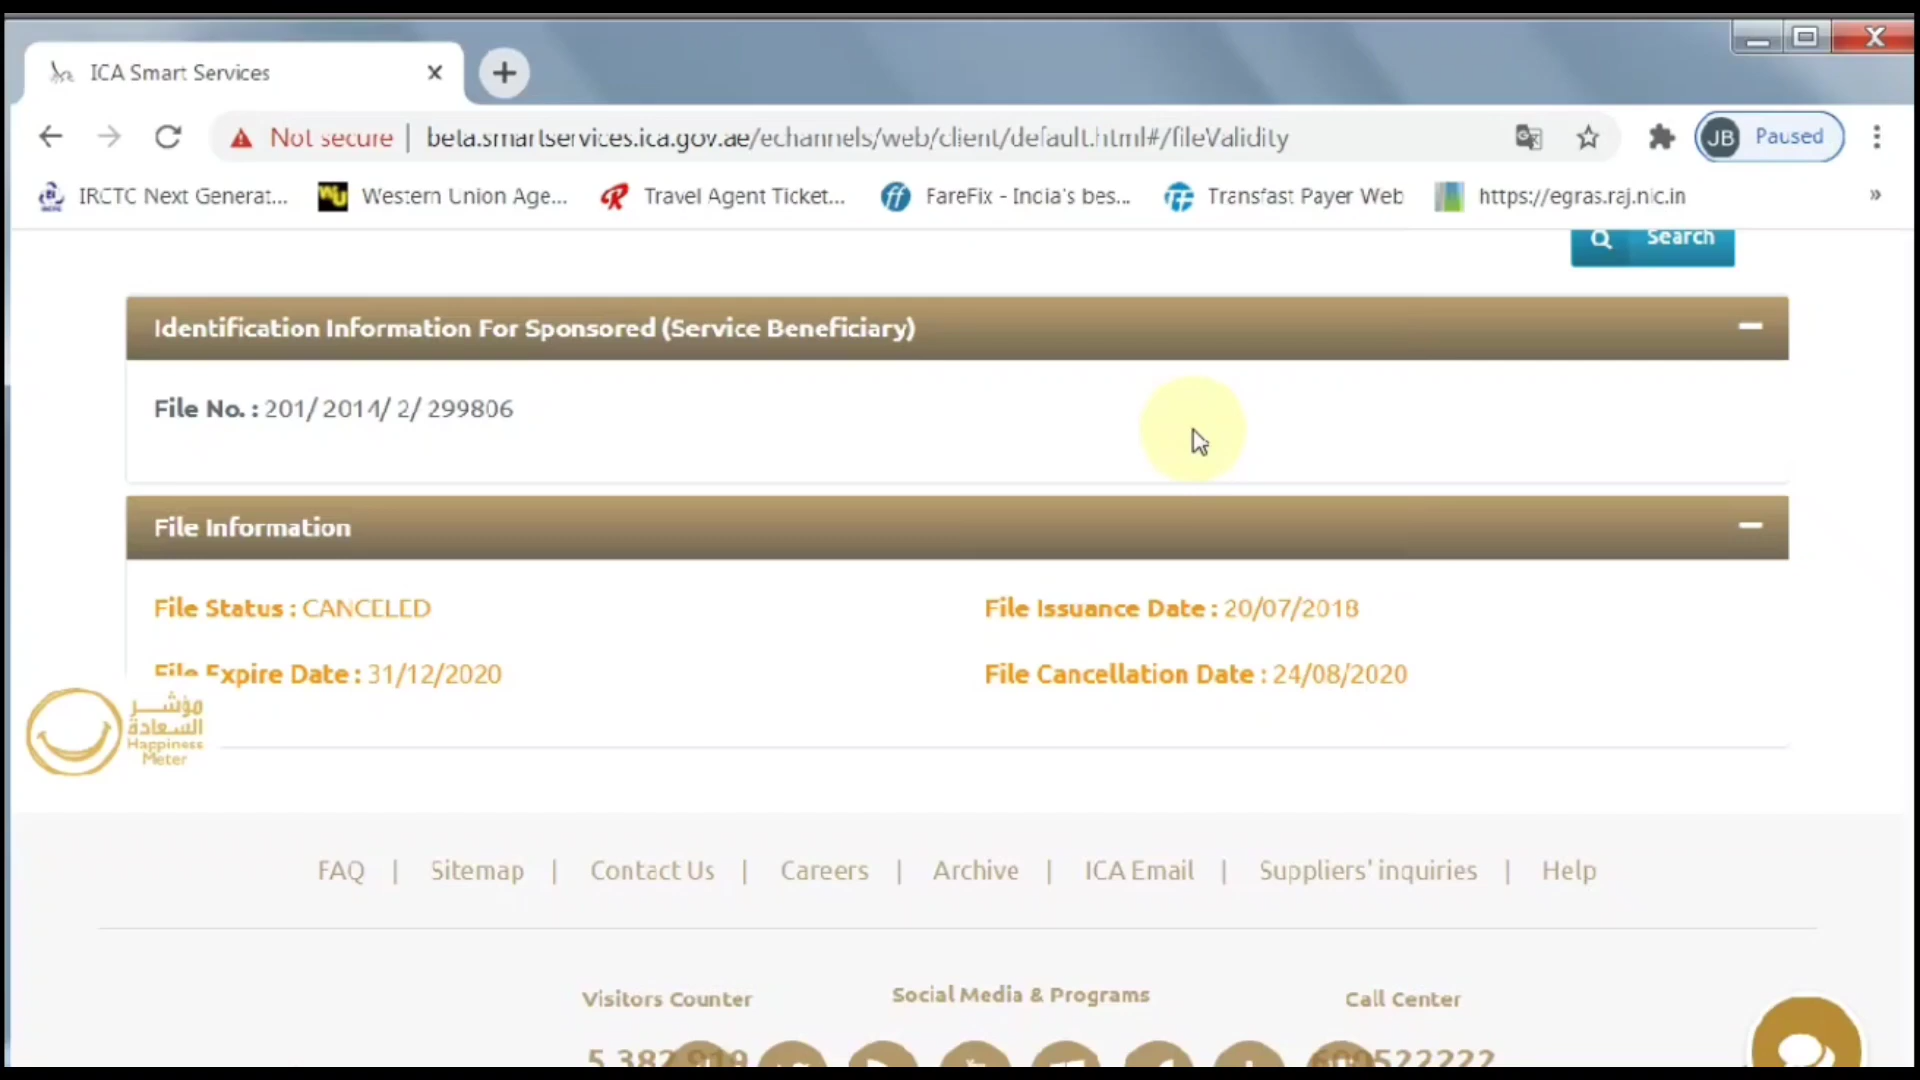 ICA Smart Services
Not secure | beta.smartservices.ica.gov.ae/echannels/web/client/default.html#/fileValidity
JB Paused
IRCTC Next Generat... Western Union Age... Travel Agent Ticket... FareFix - India's bes... Transfast Payer Web https://egras.raj.nic.in »
Search
Identification Information For Sponsored (Service Beneficiary)
File No. : 201/ 2014/ 2/ 299806
File Information
File Status : CANCELED File Issuance Date : 20/07/2018
File Expire Date : 31/12/2020 File Cancellation Date : 24/08/2020
مؤشر
السعادة
Happiness
Meter
FAQ | Sitemap | Contact Us | Careers | Archive | ICA Email | Suppliers' inquiries | Help
Visitors Counter Social Media & Programs Call Center